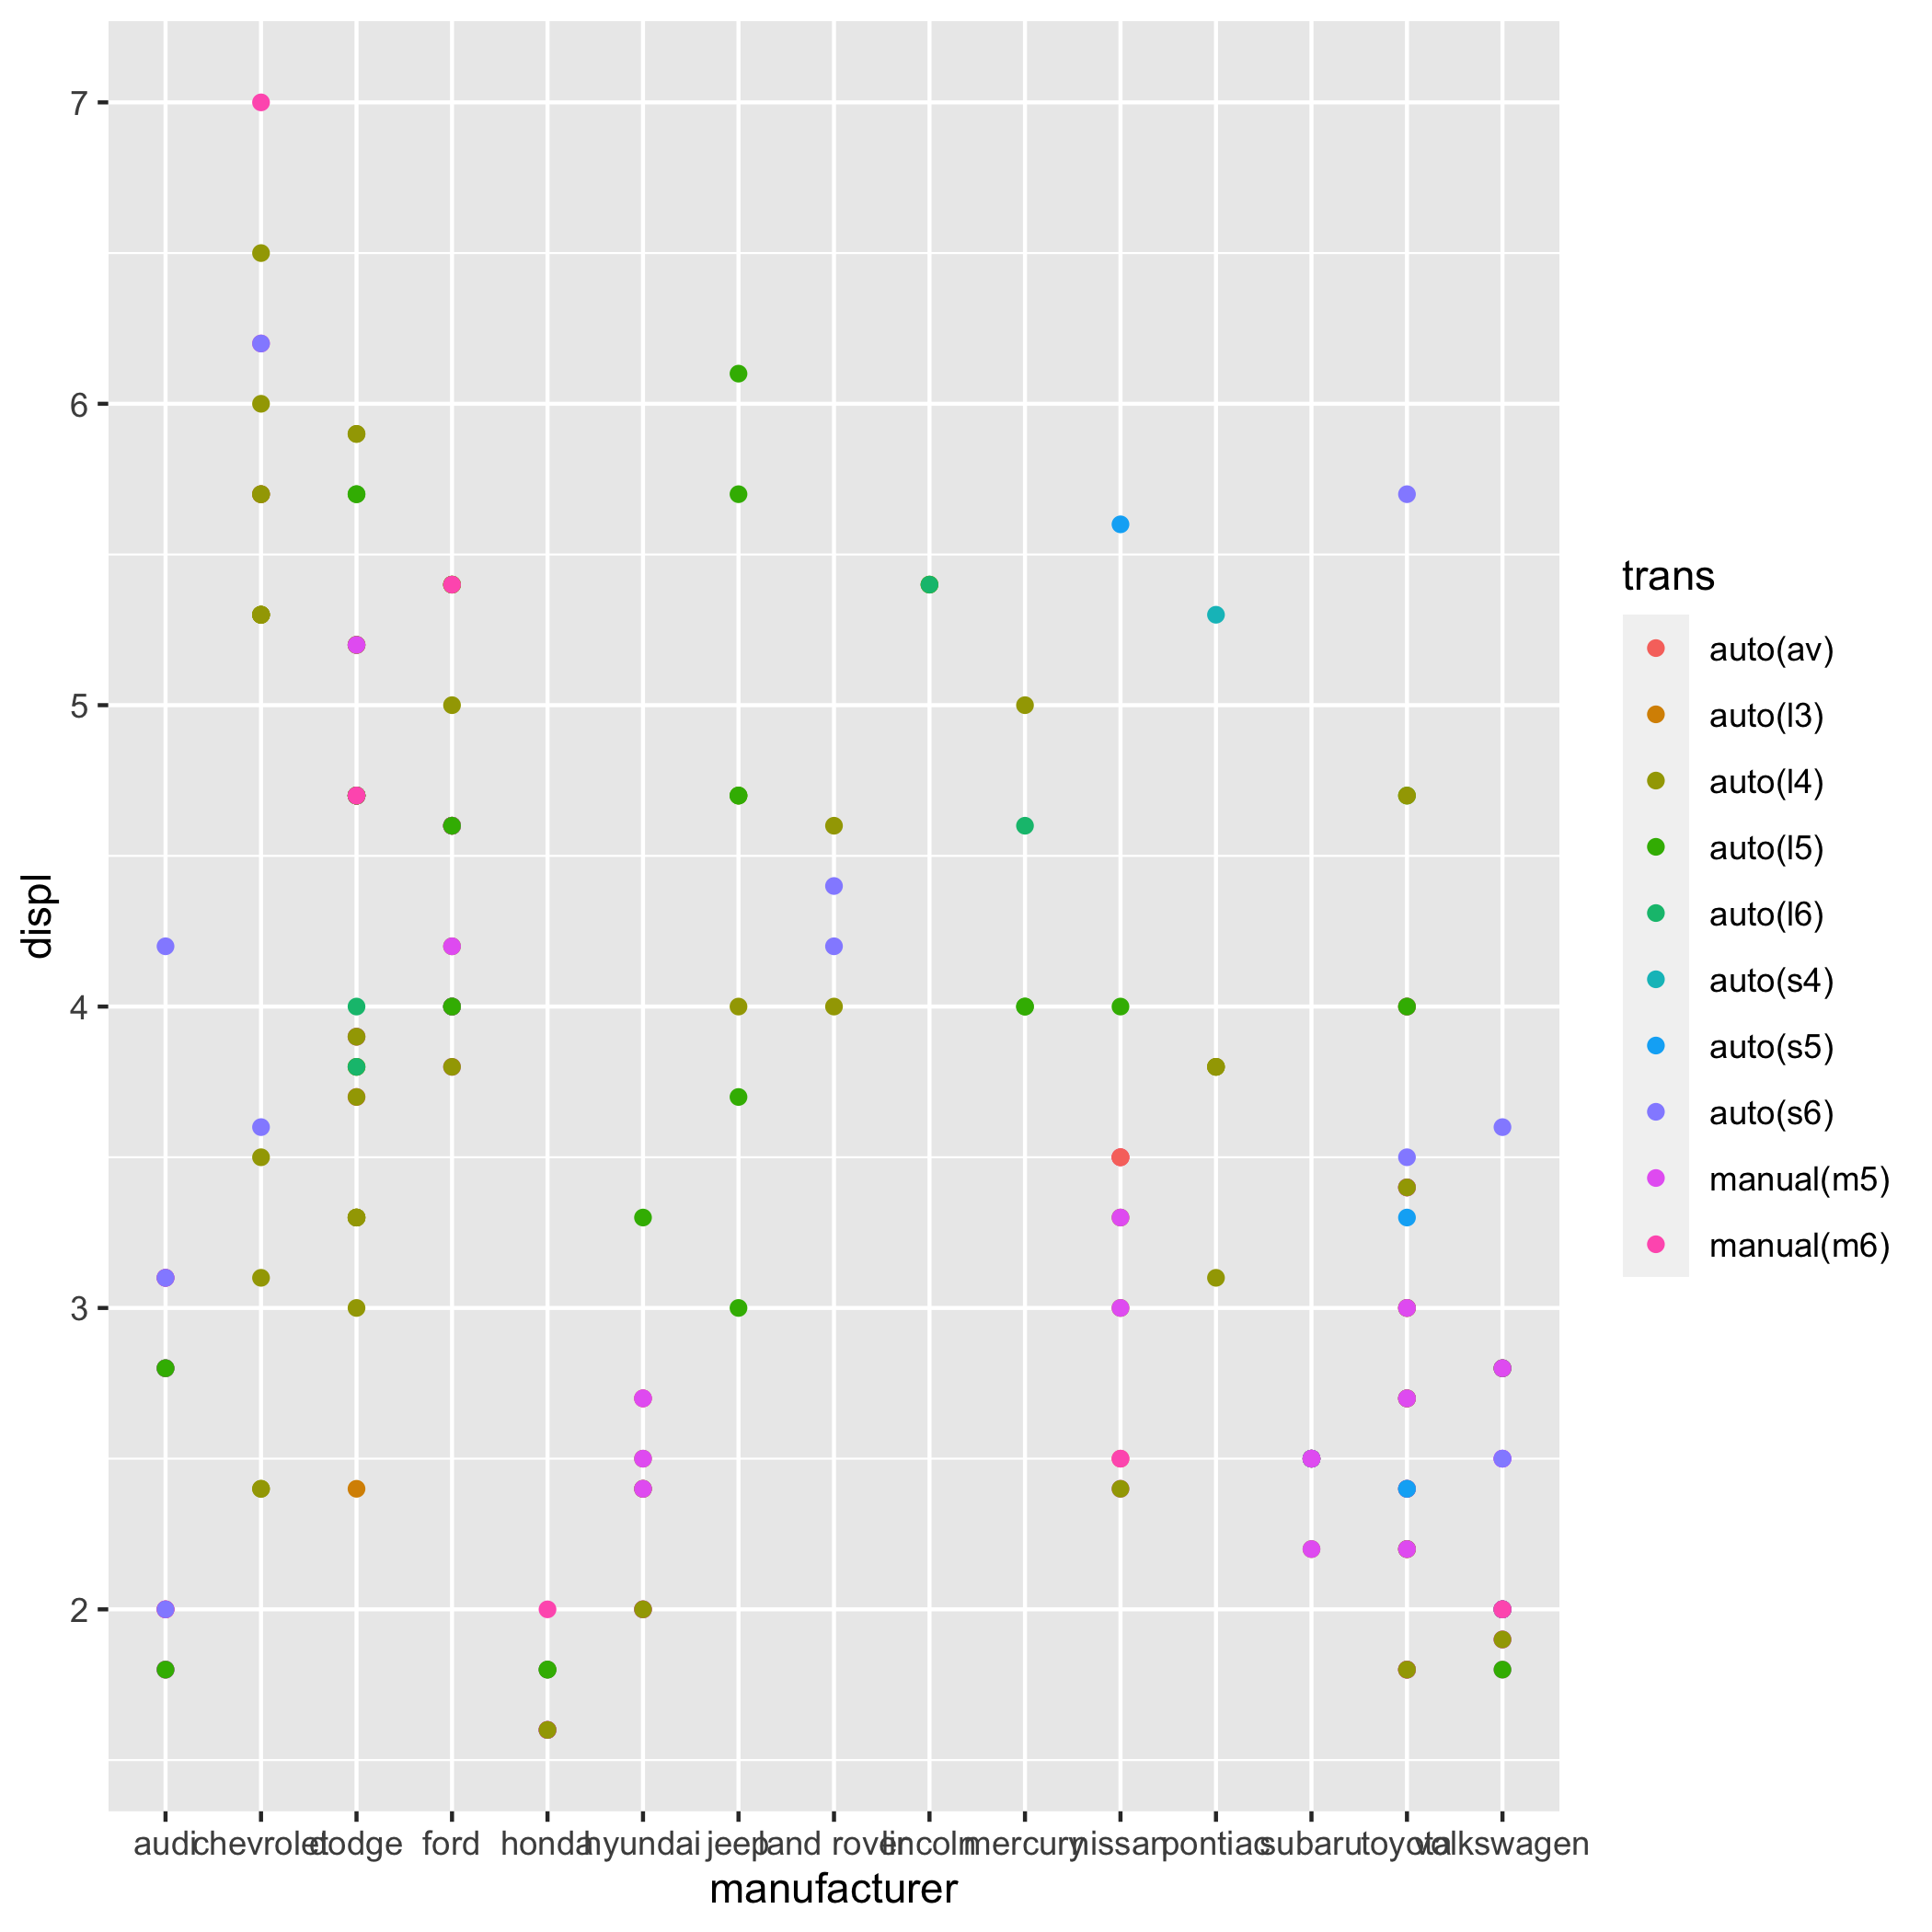 displ
7
6
5
4
3
2
audi chevrolet dodge ford honda hyundai jeep land rover lincoln mercury nissan pontiac subaru toyota volkswagen
manufacturer
trans
auto(av)
auto(l3)
auto(l4)
auto(l5)
auto(l6)
auto(s4)
auto(s5)
auto(s6)
manual(m5)
manual(m6)